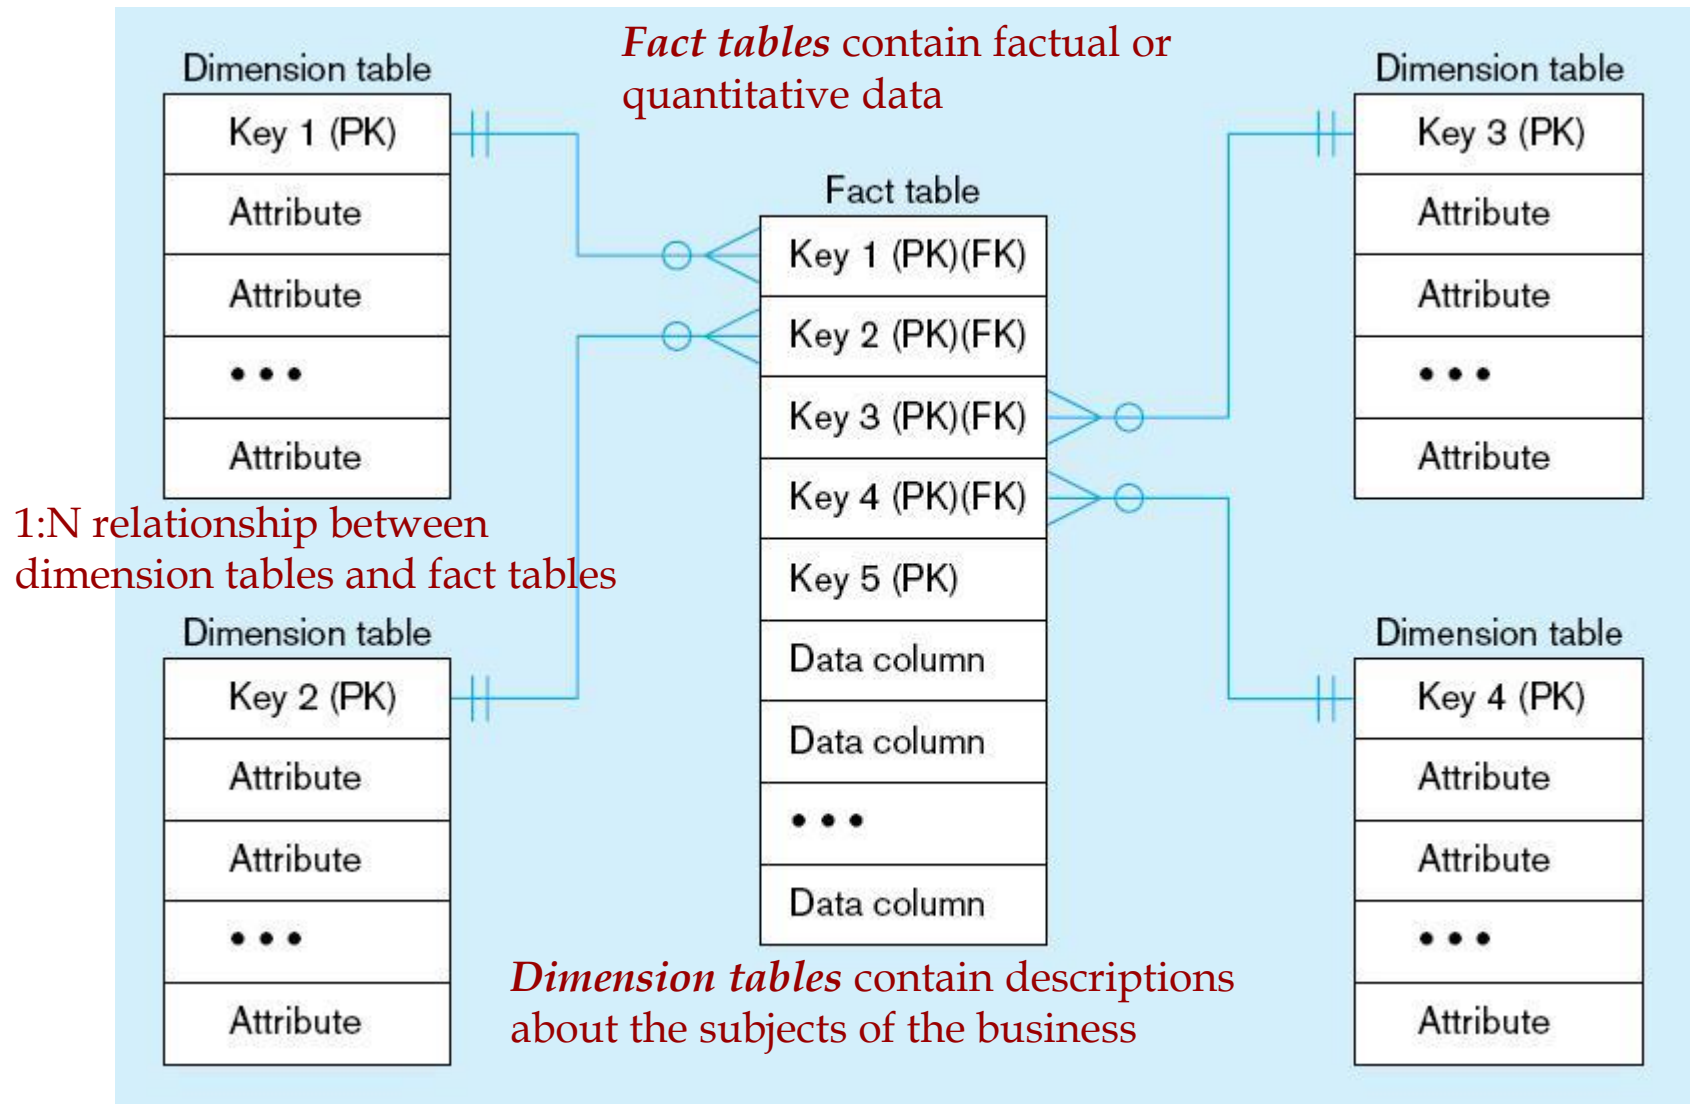 Fact tables contain factual or
quantitative data
Dimension table
Key 1 (PK)
Attribute
Attribute
•••
Attribute
1:N relationship between
dimension tables and fact tables
Dimension table
Key 2 (PK)
Attribute
Attribute
•••
Attribute
Fact table
Key 1 (PK)(FK)
Key 2 (PK)(FK)
Key 3 (PK)(FK)
Key 4 (PK)(FK)
Key 5 (PK)
Data column
Data column
•••
Data column
Dimension table
Key 3 (PK)
Attribute
Attribute
•••
Attribute
Dimension table
Key 4 (PK)
Attribute
Attribute
•••
Attribute
Dimension tables contain descriptions
about the subjects of the business